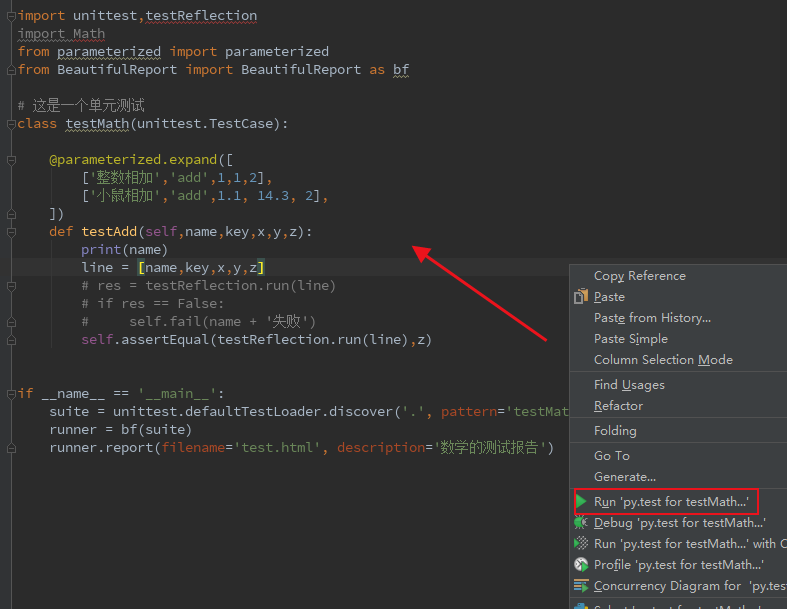 import unittest,testReflection
import Math
from parameterized import parameterized
from BeautifulReport import BeautifulReport as bf
# 这是一个单元测试
class testMath(unittest.TestCase):
@parameterized.expand([
['整数相加','add',1,1,2],
['小鼠相加','add',1.1, 14.3, 2],
])
def testAdd(self,name,key,x,y,z):
print(name)
line = [name,key,x,y,z]
# res = testReflection.run(line)
# if res == False:
#     self.fail(name + '失败')
self.assertEqual(testReflection.run(line),z)
if __name__ == '__main__':
suite = unittest.defaultTestLoader.discover('.', pattern='testMat
runner = bf(suite)
runner.report(filename='test.html', description='数学的测试报告')
Copy Reference
Paste
Paste from History...
Paste Simple
Column Selection Mode
Find Usages
Refactor
Folding
Go To
Generate...
Run 'py.test for testMath...'
Debug 'py.test for testMath...'
Run 'py.test for testMath...' with C
Profile 'py.test for testMath...'
Concurrency Diagram for 'py.test